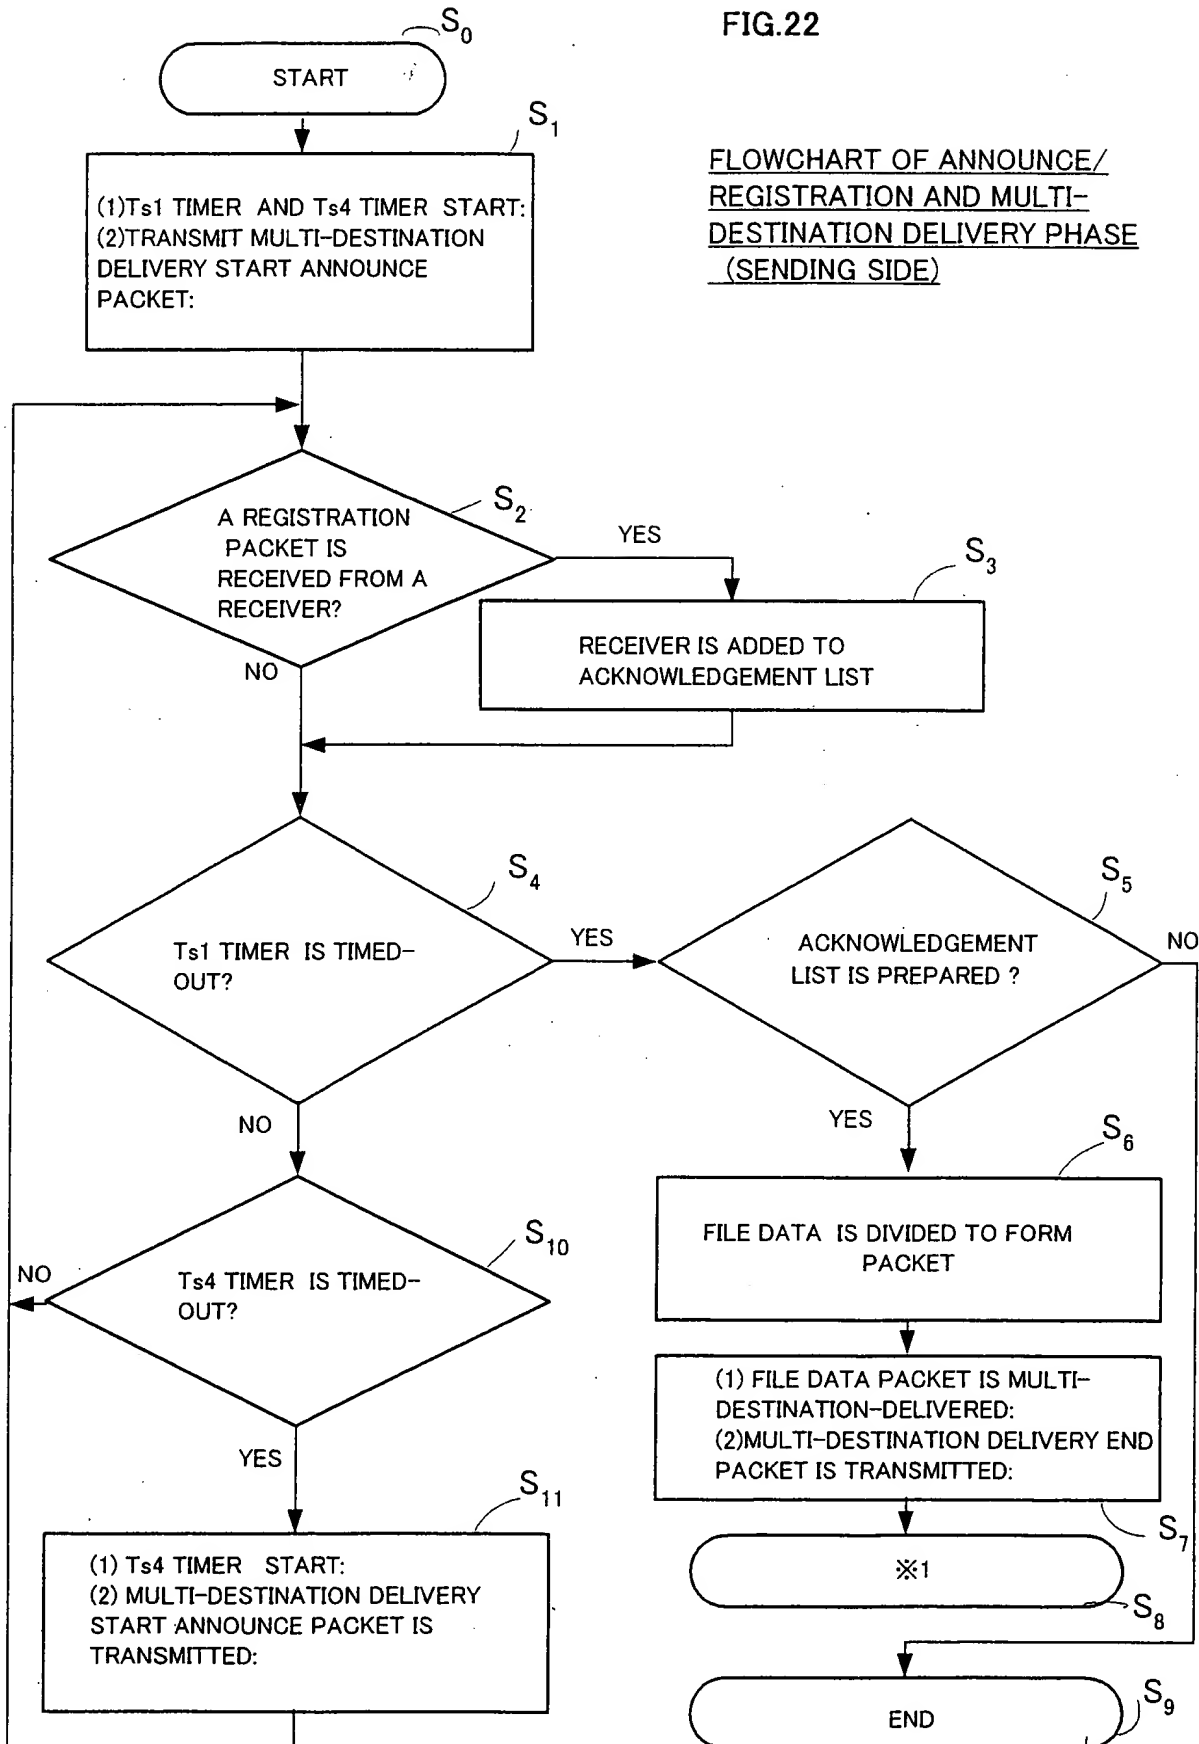 FIG.22
S0
START
S1
(1)Ts1 TIMER AND Ts4 TIMER START:
(2)TRANSMIT MULTI-DESTINATION
DELIVERY START ANNOUNCE
PACKET:
FLOWCHART OF ANNOUNCE/
REGISTRATION AND MULTI-
DESTINATION DELIVERY PHASE
(SENDING SIDE)
S2
A REGISTRATION
PACKET IS
RECEIVED FROM A
RECEIVER?
YES
NO
S3
RECEIVER IS ADDED TO
ACKNOWLEDGEMENT LIST
S4
Ts1 TIMER IS TIMED-
OUT?
YES
NO
S5
ACKNOWLEDGEMENT
LIST IS PREPARED ?
NO
YES
S6
FILE DATA IS DIVIDED TO FORM
PACKET
S10
Ts4 TIMER IS TIMED-
OUT?
NO
YES
(1) FILE DATA PACKET IS MULTI-
DESTINATION-DELIVERED:
(2)MULTI-DESTINATION DELIVERY END
PACKET IS TRANSMITTED:
S7
S11
(1) Ts4 TIMER START:
(2) MULTI-DESTINATION DELIVERY
START ANNOUNCE PACKET IS
TRANSMITTED:
※1
S8
END
S9